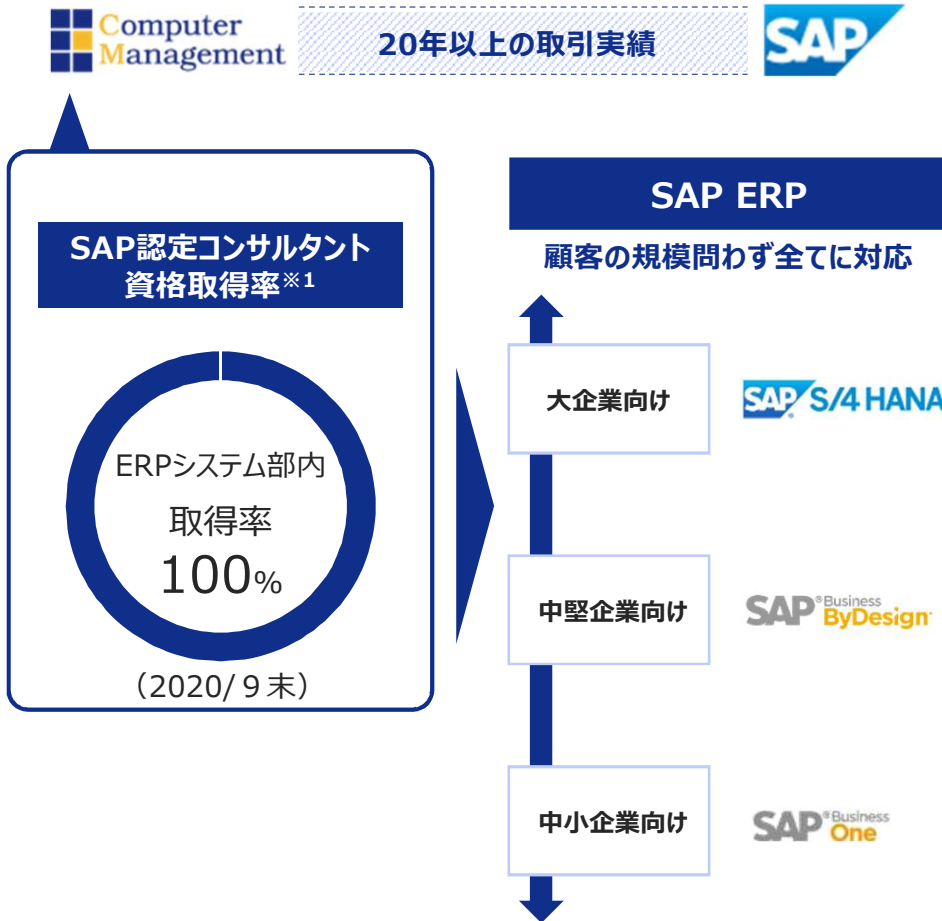 Computer
Management
20年以上の取引実績
SAP
SAP認定コンサルタント
資格取得率※1
ERPシステム部内
取得率
100%
（2020/９末）
SAP ERP
顧客の規模問わず全てに対応
大企業向け
SAP® S/4 HANA
中堅企業向け
SAP® Business
ByDesign
中小企業向け
SAP® Business
One